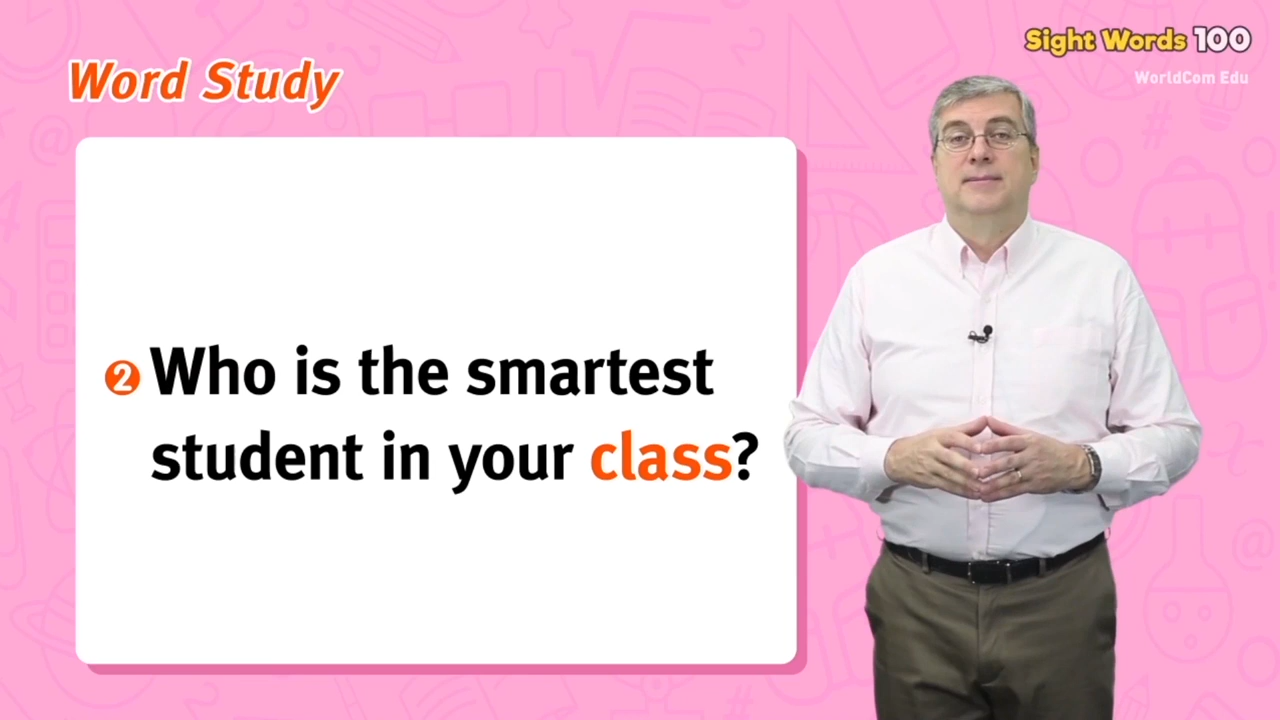 Sight Words 100
WorldCom Edu
Word Study
2 Who is the smartest
student in your class?